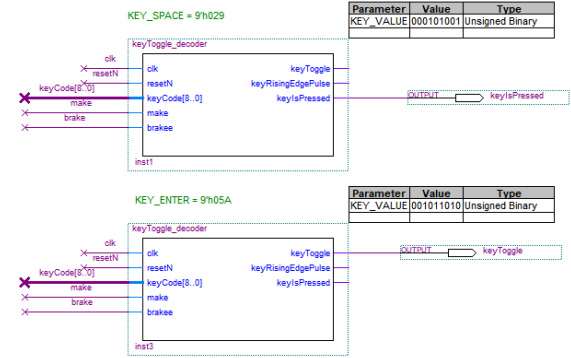 KEY_SPACE = 9'h029
Parameter Value Type
KEY_VALUE 000101001 Unsigned Binary
keyToggle_decoder
clk
resetN
keyCode[8..0]
make
brake
clk keyToggle
resetN keyRisingEdgePulse
keyCode[8..0] keyIsPressed
make
brakee
OUTPUT keyIsPressed
inst1
KEY_ENTER = 9'h05A
Parameter Value Type
KEY_VALUE 001011010 Unsigned Binary
keyToggle_decoder
clk
resetN
keyCode[8..0]
make
brake
clk keyToggle
resetN keyRisingEdgePulse
keyCode[8..0] keyIsPressed
make
brakee
OUTPUT keyToggle
inst3